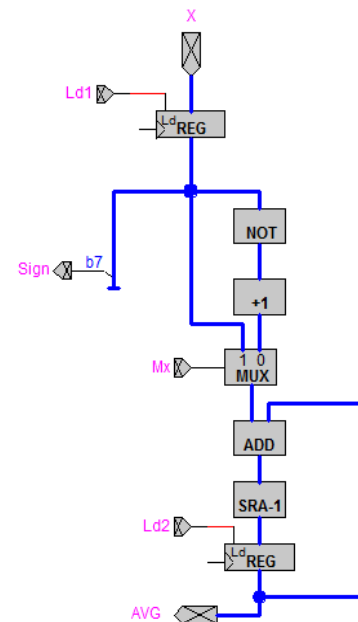 X
Ld1
Ld
REG
NOT
b7
Sign
+1
1 0
Mx
MUX
ADD
SRA-1
Ld2
Ld
REG
AVG